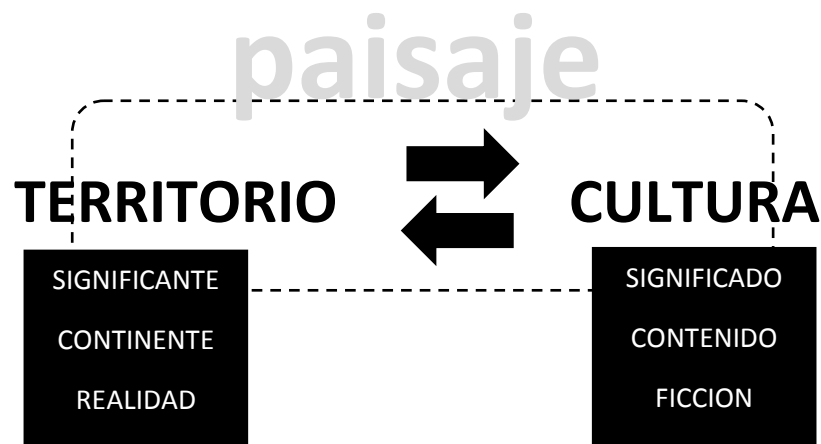 paisaje
TERRITORIO
CULTURA
SIGNIFICANTE
CONTINENTE
REALIDAD
SIGNIFICADO
CONTENIDO
FICCION